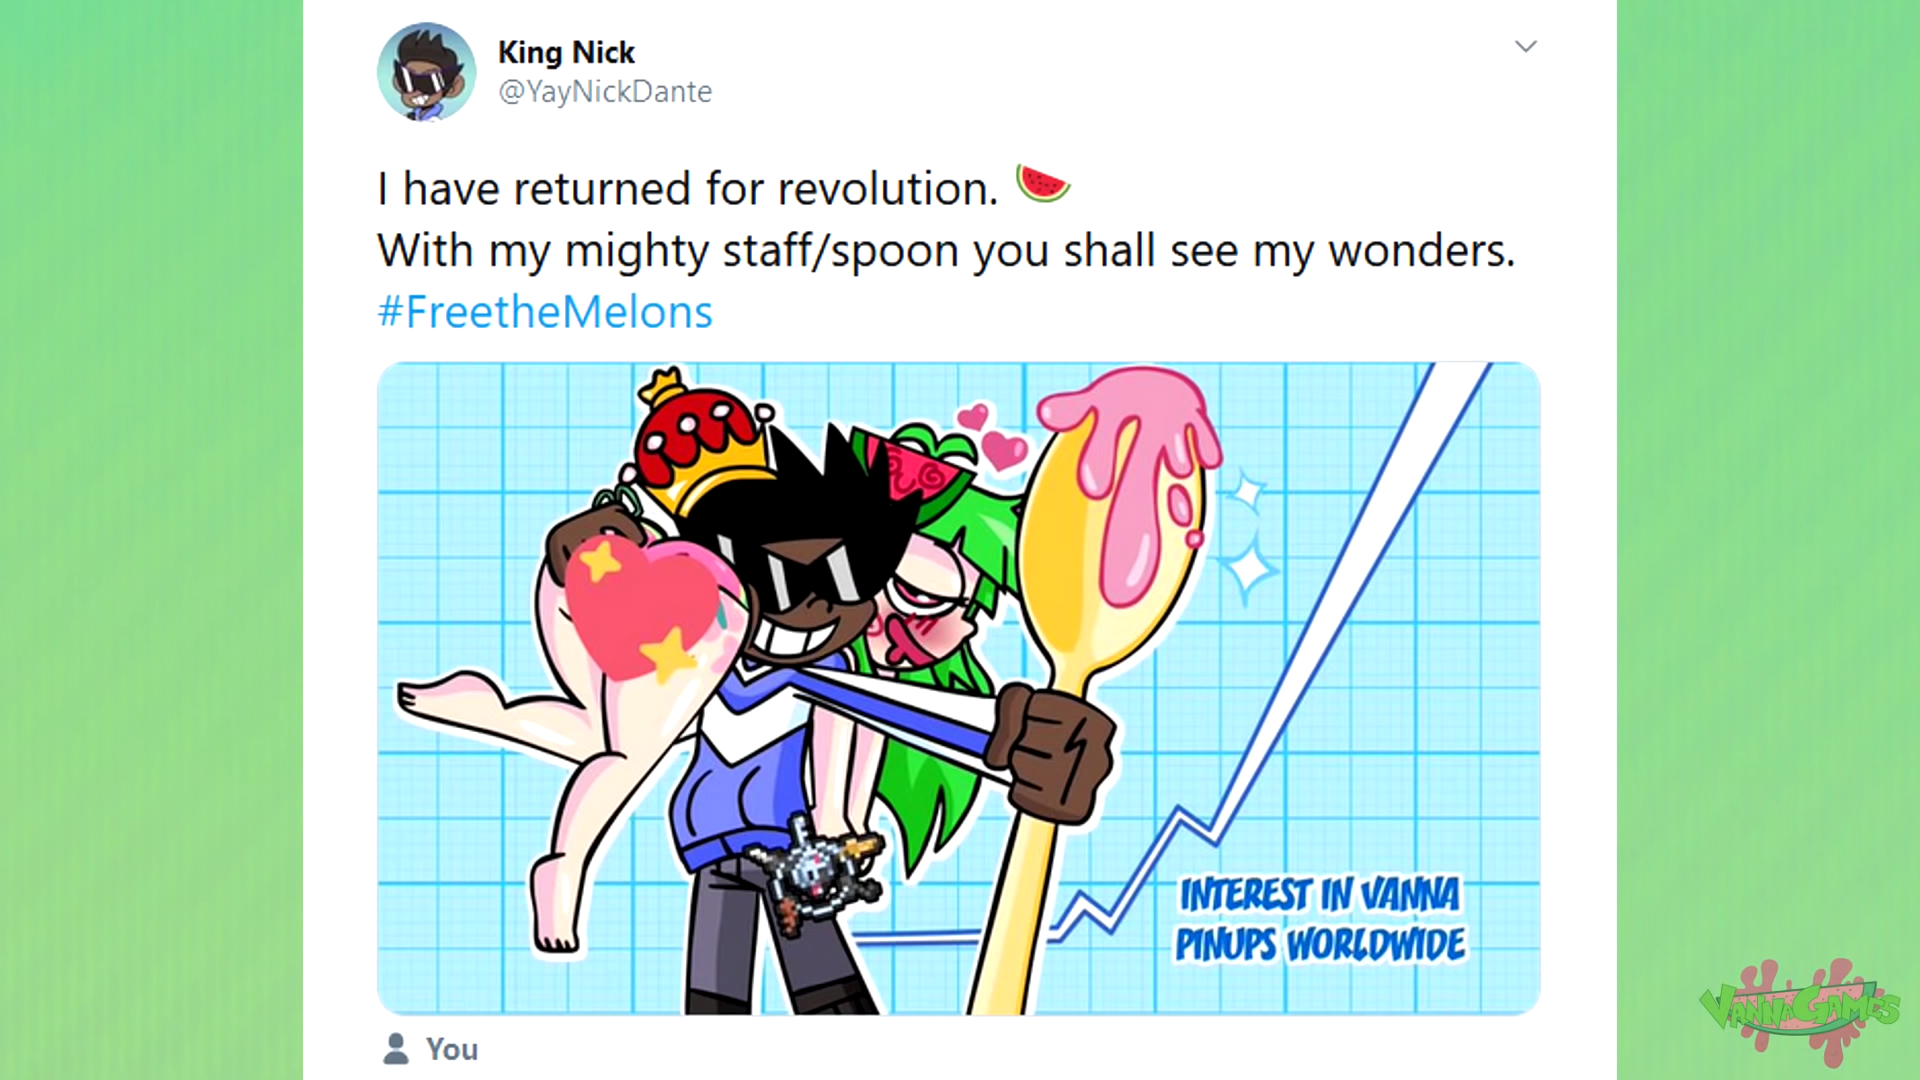 King Nick
@YayNickDante
I have returned for revolution. 🍉
With my mighty staff/spoon you shall see my wonders.
#FreetheMelons
INTEREST IN VANNA
PINUPS WORLDWIDE
You
VANNAGAMES